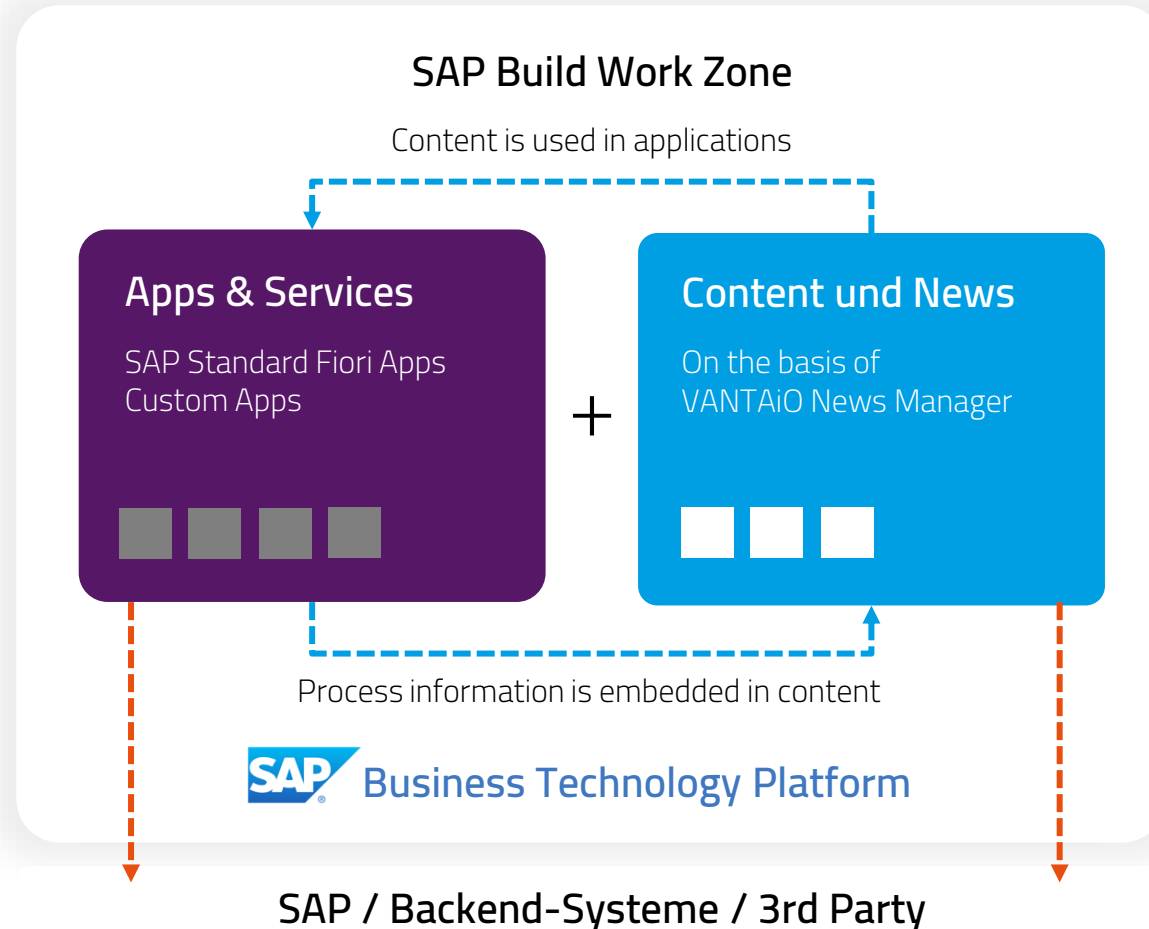 SAP Build Work Zone
Content is used in applications
Apps & Services
SAP Standard Fiori Apps
Custom Apps
+
Content und News
On the basis of
VANTAiO News Manager
Process information is embedded in content
SAP® Business Technology Platform
SAP / Backend-Systeme / 3rd Party